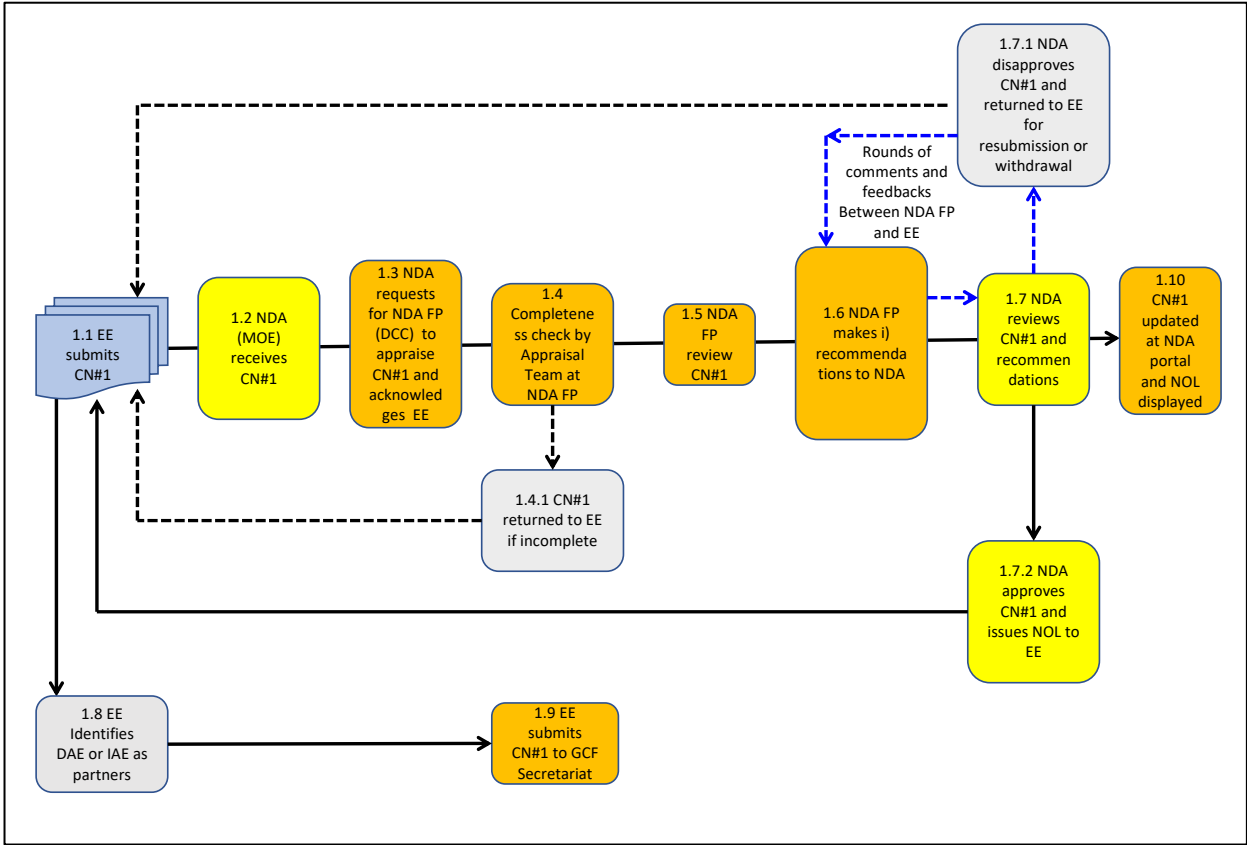 1.1 EE
submits
CN#1
1.2 NDA
(MOE)
receives
CN#1
1.3 NDA
requests
for NDA FP
(DCC) to
appraise
CN#1 and
acknowled
ges EE
1.4
Completene
ss check by
Appraisal
Team at
NDA FP
1.4.1 CN#1
returned to EE
if incomplete
1.5 NDA
FP
review
CN#1
1.6 NDA FP
makes i)
recommenda
tions to NDA
Rounds of
comments and
feedbacks
Between NDA FP
and EE
1.7.1 NDA
disapproves
CN#1 and
returned to EE
for
resubmission or
withdrawal
1.7 NDA
reviews
CN#1 and
recommen
dations
1.10
CN#1
updated
at NDA
portal
and NOL
displayed
1.7.2 NDA
approves
CN#1 and
issues NOL to
EE
1.8 EE
Identifies
DAE or IAE as
partners
1.9 EE
submits
CN#1 to GCF
Secretariat